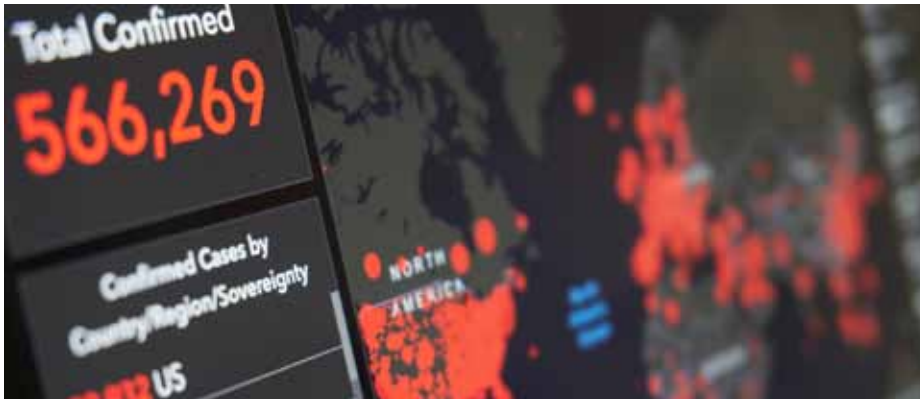 Total Confirmed
566,269
Confirmed Cases by
Country/Region/Sovereignty
US
NORTH
AMERICA